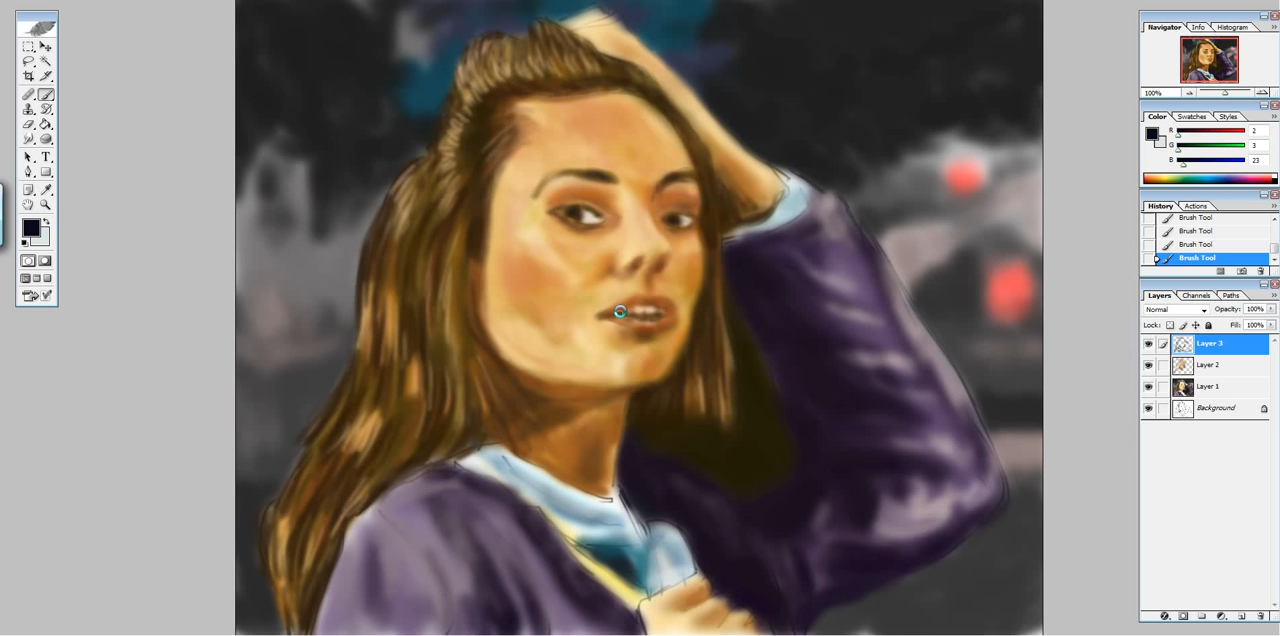 Navigator Info Histogram
100%
Color Swatches Styles
R 2
G 3
B 23
History Actions
Brush Tool
Brush Tool
Brush Tool
Brush Tool
Layers Channels Paths
Normal Opacity: 100%
Lock: Fill: 100%
Layer 3
Layer 2
Layer 1
Background